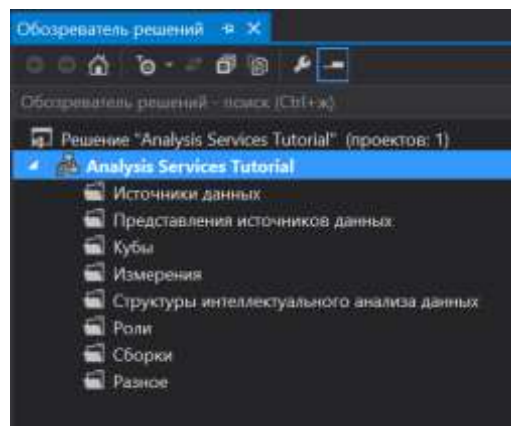 Обозреватель решений
Обозреватель решений - поиск (Ctrl+ж)
Решение "Analysis Services Tutorial" (проектов: 1)
Analysis Services Tutorial
Источники данных
Представления источников данных
Кубы
Измерения
Структуры интеллектуального анализа данных
Роли
Сборки
Разное